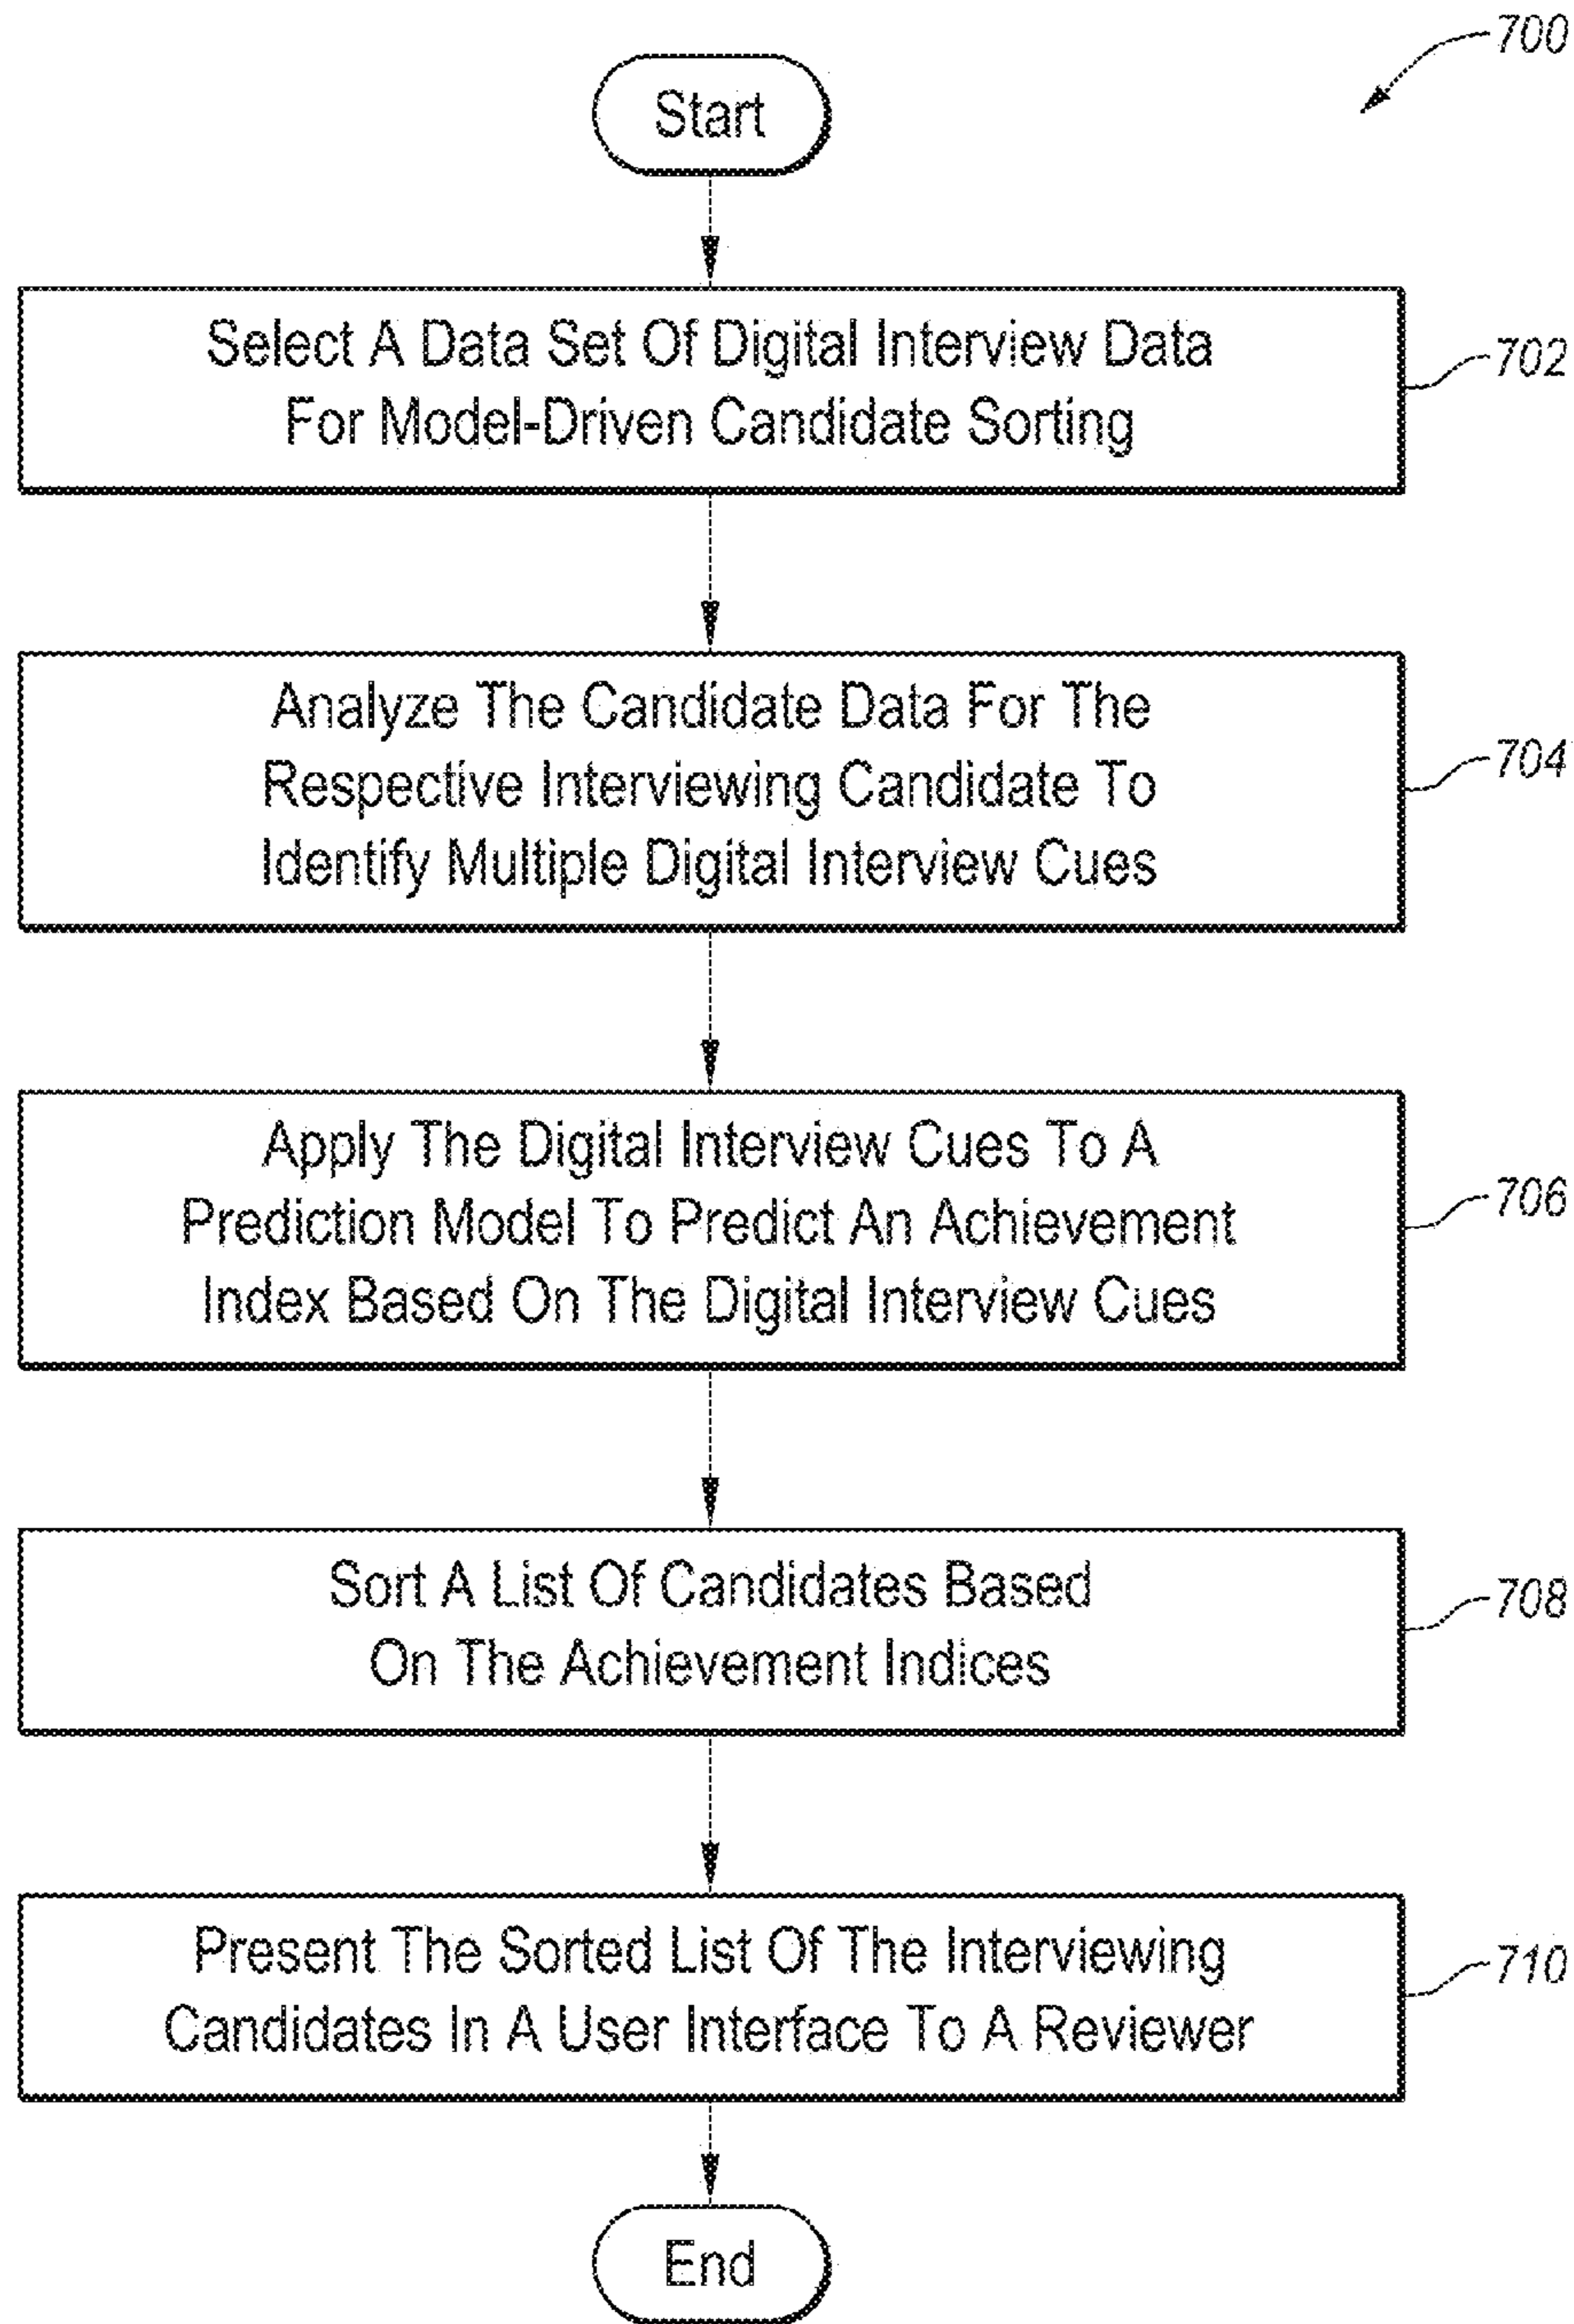 700
Start
Select A Data Set Of Digital Interview Data
For Model-Driven Candidate Sorting
702
Analyze The Candidate Data For The
Respective Interviewing Candidate To
Identify Multiple Digital Interview Cues
704
Apply The Digital Interview Cues To A
Prediction Model To Predict An Achievement
Index Based On The Digital Interview Cues
706
Sort A List Of Candidates Based
On The Achievement Indices
708
Present The Sorted List Of The Interviewing
Candidates In A User Interface To A Reviewer
710
End